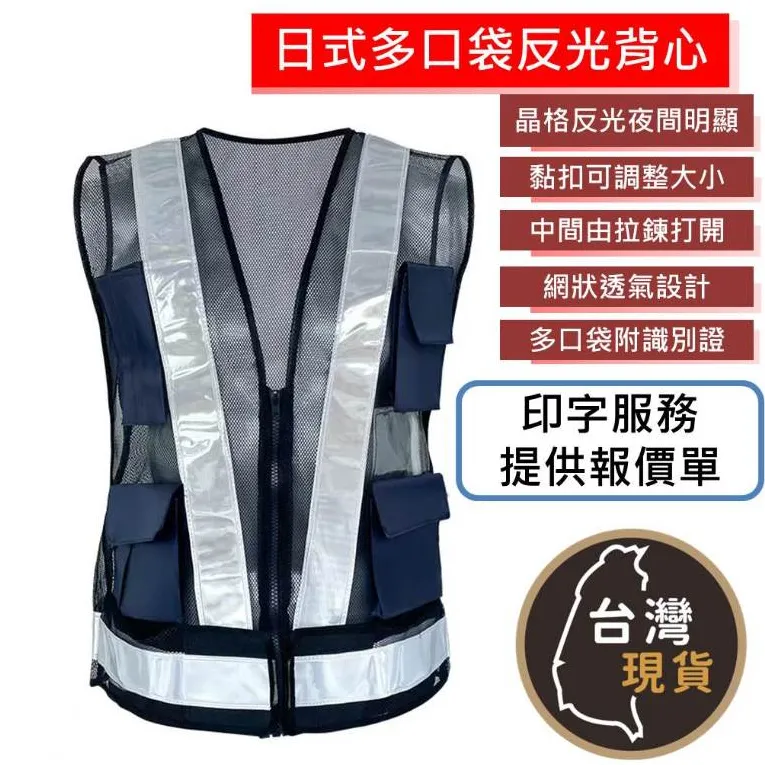 日式多口袋反光背心
晶格反光夜間明顯
黏扣可調整大小
中間由拉鍊打開
網狀透氣設計
多口袋附識別證
印字服務
提供報價單
台灣
現貨